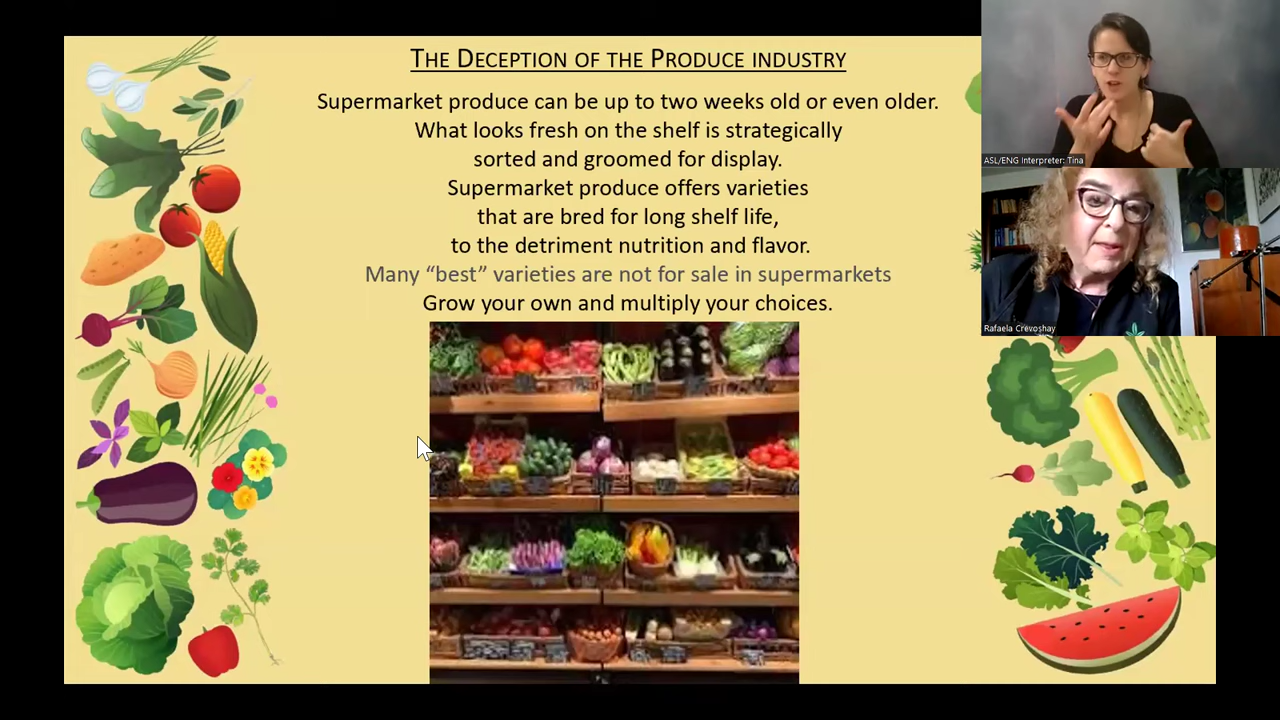 THE DECEPTION OF THE PRODUCE INDUSTRY
Supermarket produce can be up to two weeks old or even older.
What looks fresh on the shelf is strategically
sorted and groomed for display.
Supermarket produce offers varieties
that are bred for long shelf life,
to the detriment nutrition and flavor.
Many “best” varieties are not for sale in supermarkets
Grow your own and multiply your choices.
ASL/ENG Interpreter: Tina
Rafaela Crevoshay